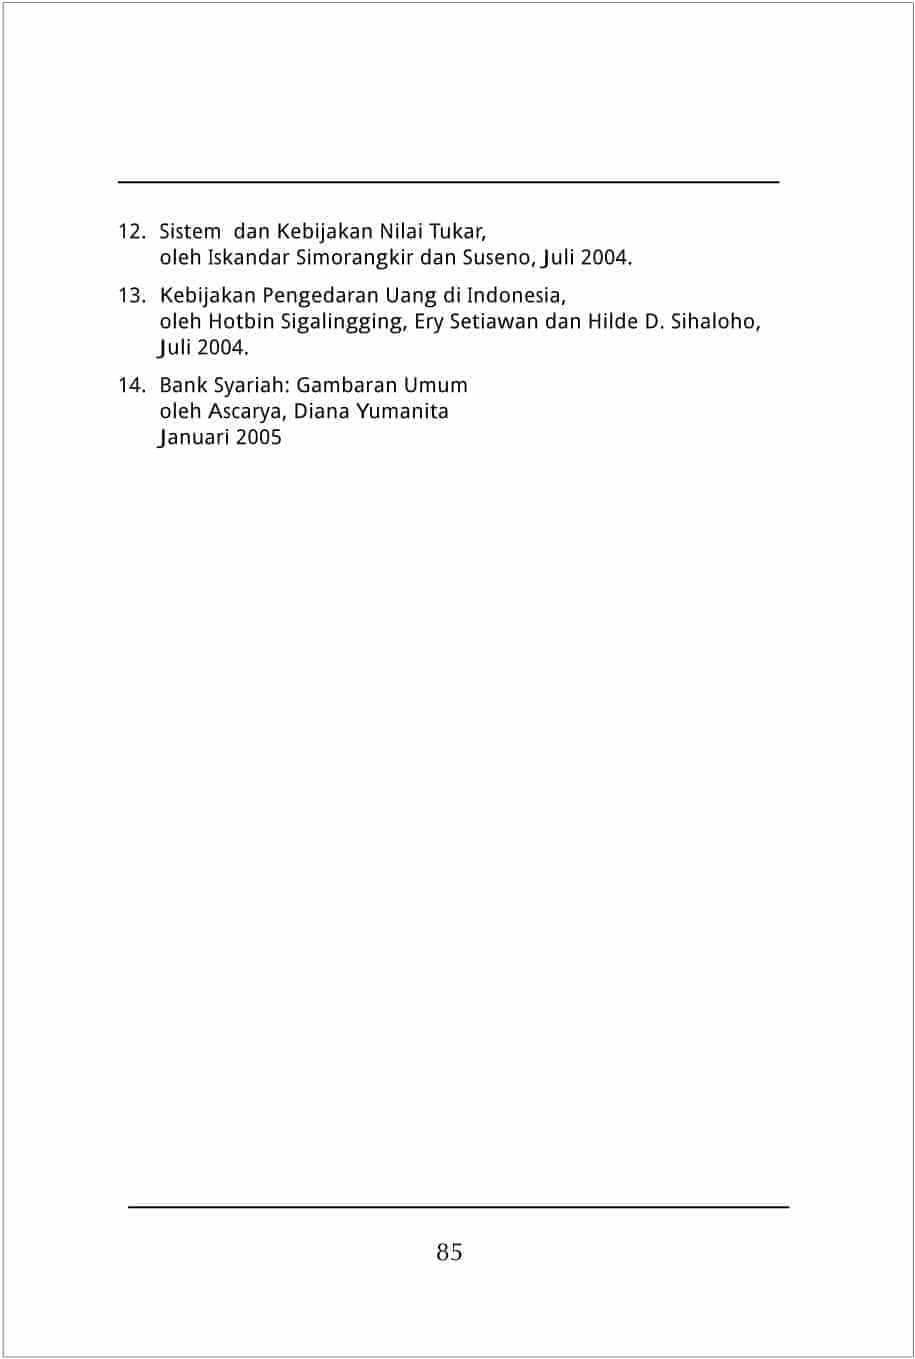 12. Sistem dan Kebijakan Nilai Tukar,
oleh Iskandar Simorangkir dan Suseno, Juli 2004.
13. Kebijakan Pengedaran Uang di Indonesia,
oleh Hotbin Sigalingging, Ery Setiawan dan Hilde D. Sihaloho,
Juli 2004.
14. Bank Syariah: Gambaran Umum
oleh Ascarya, Diana Yumanita
Januari 2005
85